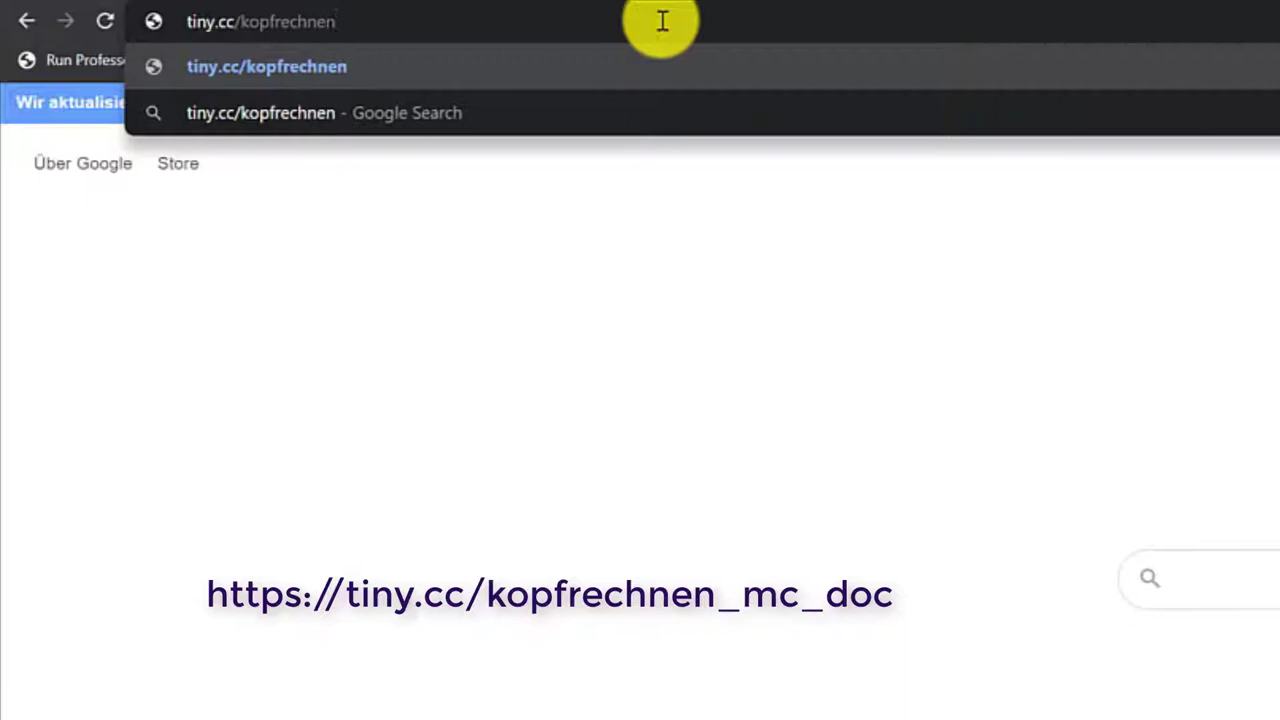 tiny.cc/kopfrechnen
Run Profess
tiny.cc/kopfrechnen
Wir aktualisie
tiny.cc/kopfrechnen - Google Search
Über Google Store
https://tiny.cc/kopfrechnen_mc_doc